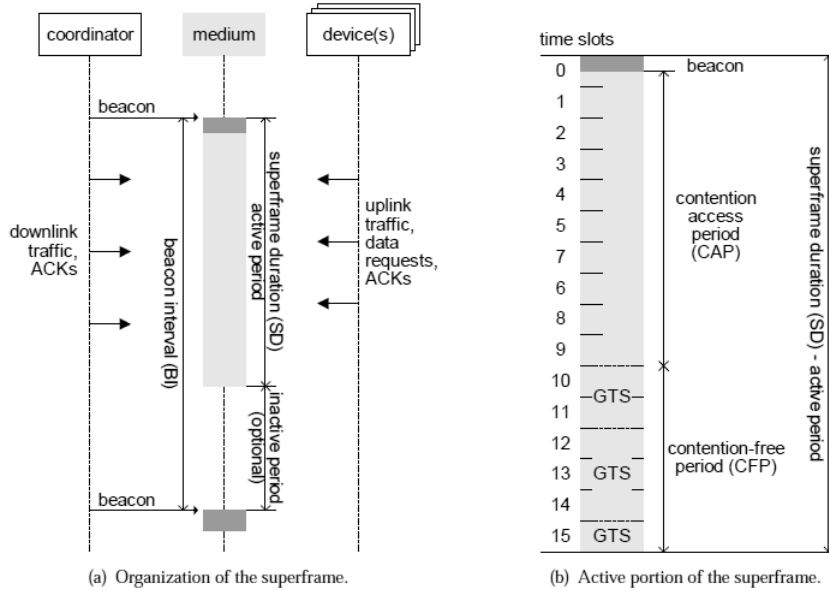 coordinator
medium
device(s)
beacon
downlink
traffic,
ACKs
beacon interval (BI)
superframe duration (SD)
active period
inactive period
(optional)
uplink
traffic,
data
requests,
ACKs
beacon
(a) Organization of the superframe.
time slots
0
beacon
1
2
3
4
5
7
6
8
9
10
11
12
13
14
15
contention
access
period
(CAP)
GTS
GTS
GTS
contention-free
period (CFP)
superframe duration (SD) - active period
(b) Active portion of the superframe.